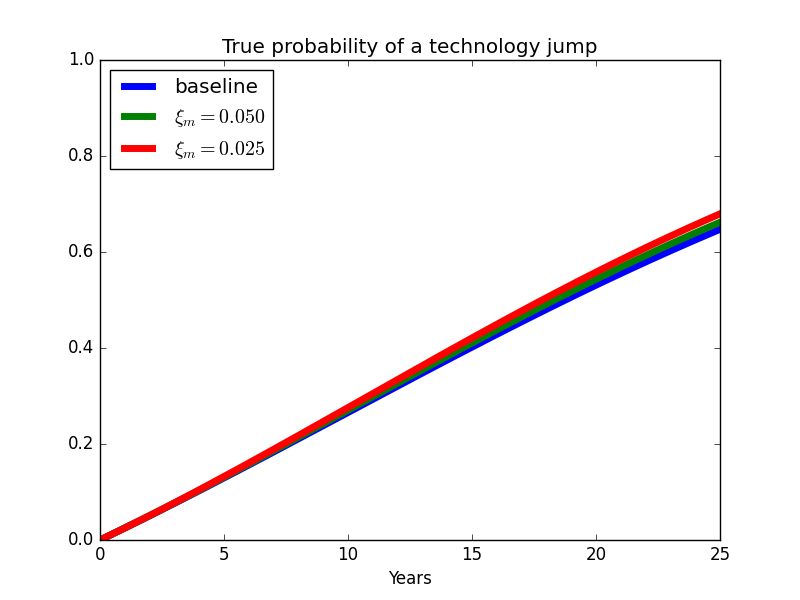 True probability of a technology jump
baseline
ξₘ = 0.050
ξₘ = 0.025
1.0
0.8
0.6
0.4
0.2
0.0
0 5 10 15 20 25
Years